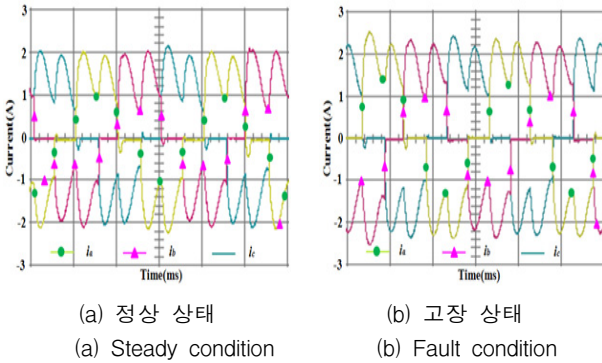 3
2
1
0
-1
-2
-3
Current(A)
ia ib ic
Time(ms)
3
2
1
0
-1
-2
-3
Current(A)
ia ib ic
Time(ms)
(a) 정상 상태
(b) 고장 상태
(a) Steady condition
(b) Fault condition